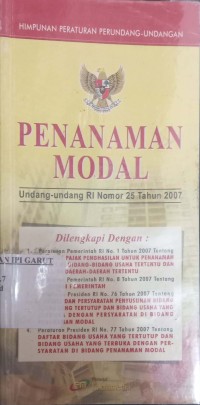 HIMPUNAN PERATURAN PERUNDANG-UNDANGAN
PENANAMAN
MODAL
Undang-undang RI Nomor 25 Tahun 2007
Dilengkapi Dengan :
1. Peraturan Pemerintah RI No. 1 Tahun 2007 Tentang
PAJAK PENGHASILAN UNTUK PENANAMAN
BIDANG-BIDANG USAHA TERTENTU DAN
DAERAH-DAERAH TERTENTU
Pemerintah RI No. 8 Tahun 2007 Tentang
PEMERINTAH
Presiden RI No. 76 Tahun 2007 Tentang
DAN PERSYARATAN PENYUSUNAN BIDANG
TERTUTUP DAN BIDANG USAHA YANG
DENGAN PERSYARATAN DI BIDANG
MODAL
4. Peraturan Presiden RI No. 77 Tahun 2007 Tentang
DAFTAR BIDANG USAHA YANG TERTUTUP DAN
BIDANG USAHA YANG TERBUKA DENGAN PER-
SYARATAN DI BIDANG PENANAMAN MODAL
GARUT